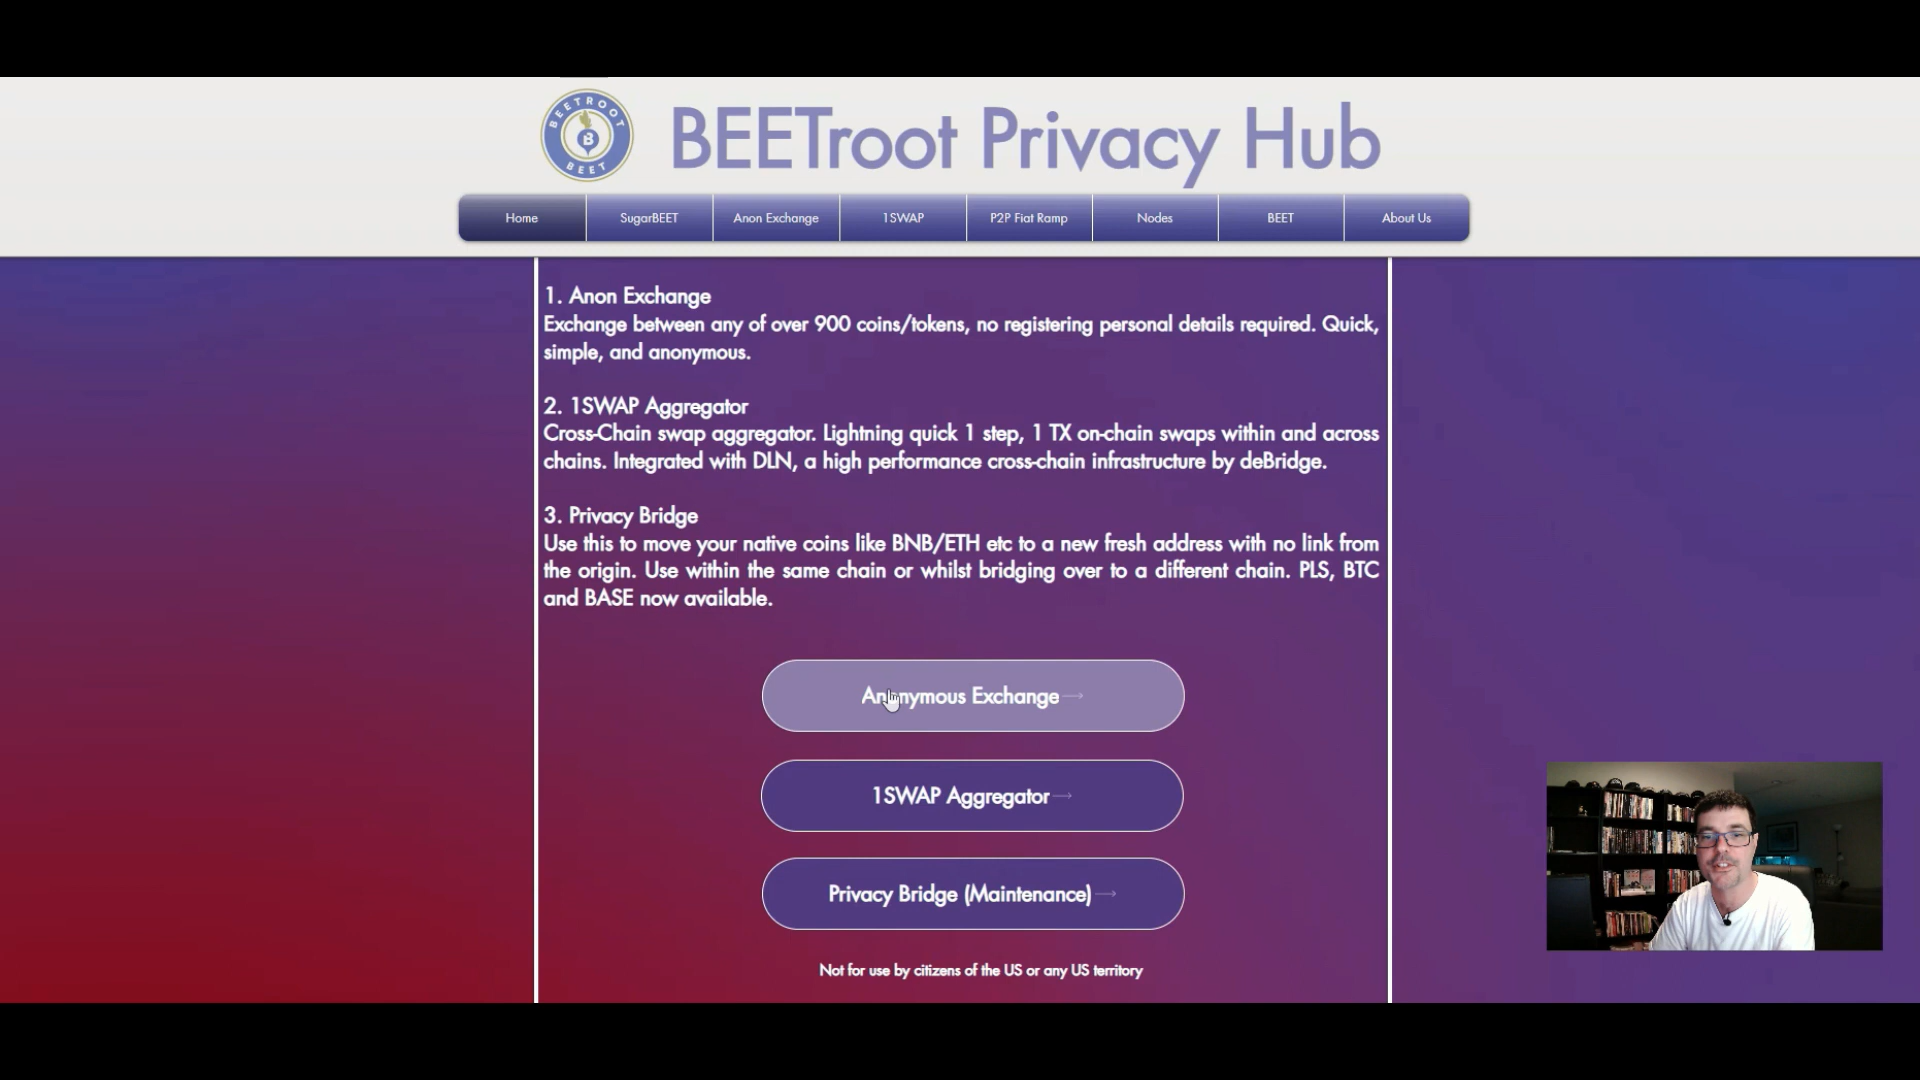 BEETROOT
B
BEET
BEETroot Privacy Hub
Home
SugarBEET
Anon Exchange
1SWAP
P2P Fiat Ramp
Nodes
BEET
About Us
1. Anon Exchange
Exchange between any of over 900 coins/tokens, no registering personal details required. Quick,
simple, and anonymous.
2. 1SWAP Aggregator
Cross-Chain swap aggregator. Lightning quick 1 step, 1 TX on-chain swaps within and across
chains. Integrated with DLN, a high performance cross-chain infrastructure by deBridge.
3. Privacy Bridge
Use this to move your native coins like BNB/ETH etc to a new fresh address with no link from
the origin. Use within the same chain or whilst bridging over to a different chain. PLS, BTC
and BASE now available.
Anonymous Exchange
1SWAP Aggregator
Privacy Bridge (Maintenance)
Not for use by citizens of the US or any US territory